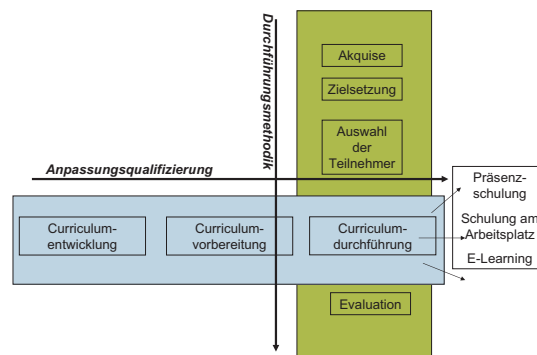 Durchführungsmethodik
Akquise
Zielsetzung
Auswahl
der
Teilnehmer
Anpassungsqualifizierung
Präsenz-
schulung
Schulung am
Arbeitsplatz
E-Learning
Curriculum-
entwicklung
Curriculum-
vorbereitung
Curriculum-
durchführung
Evaluation